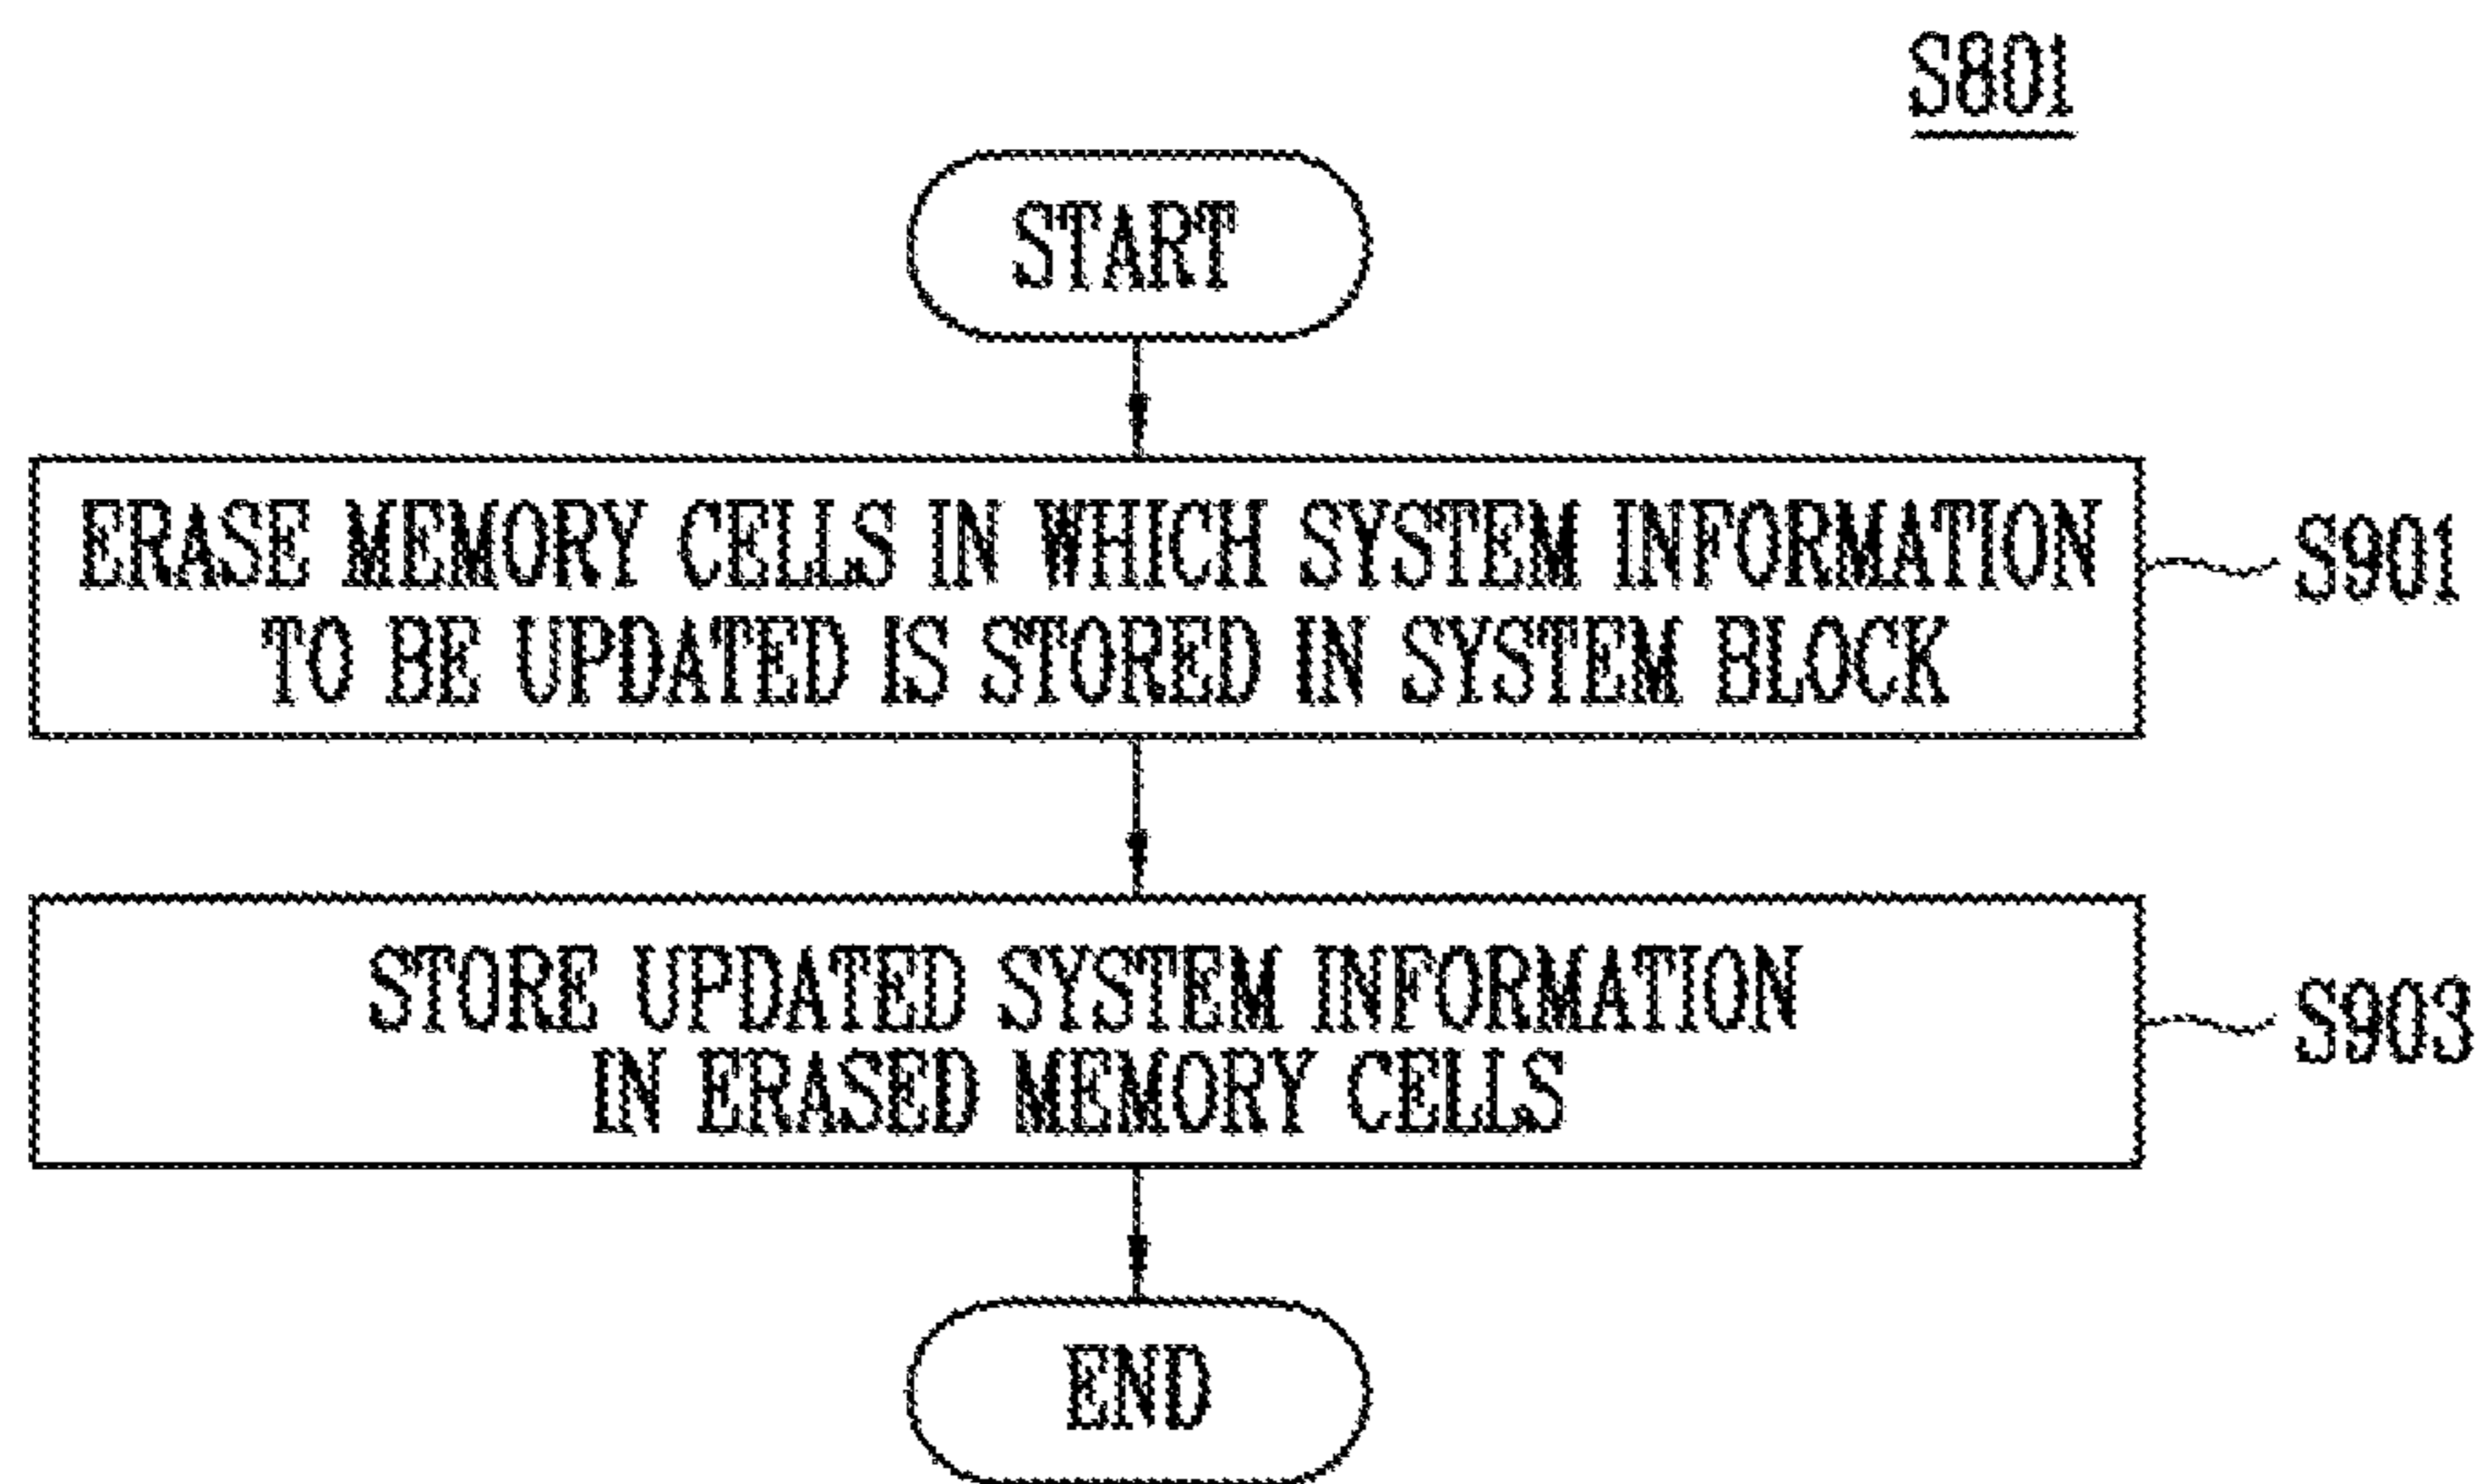 S801
START
ERASE MEMORY CELLS IN WHICH SYSTEM INFORMATION
TO BE UPDATED IS STORED IN SYSTEM BLOCK
S901
STORE UPDATED SYSTEM INFORMATION
IN ERASED MEMORY CELLS
S903
END